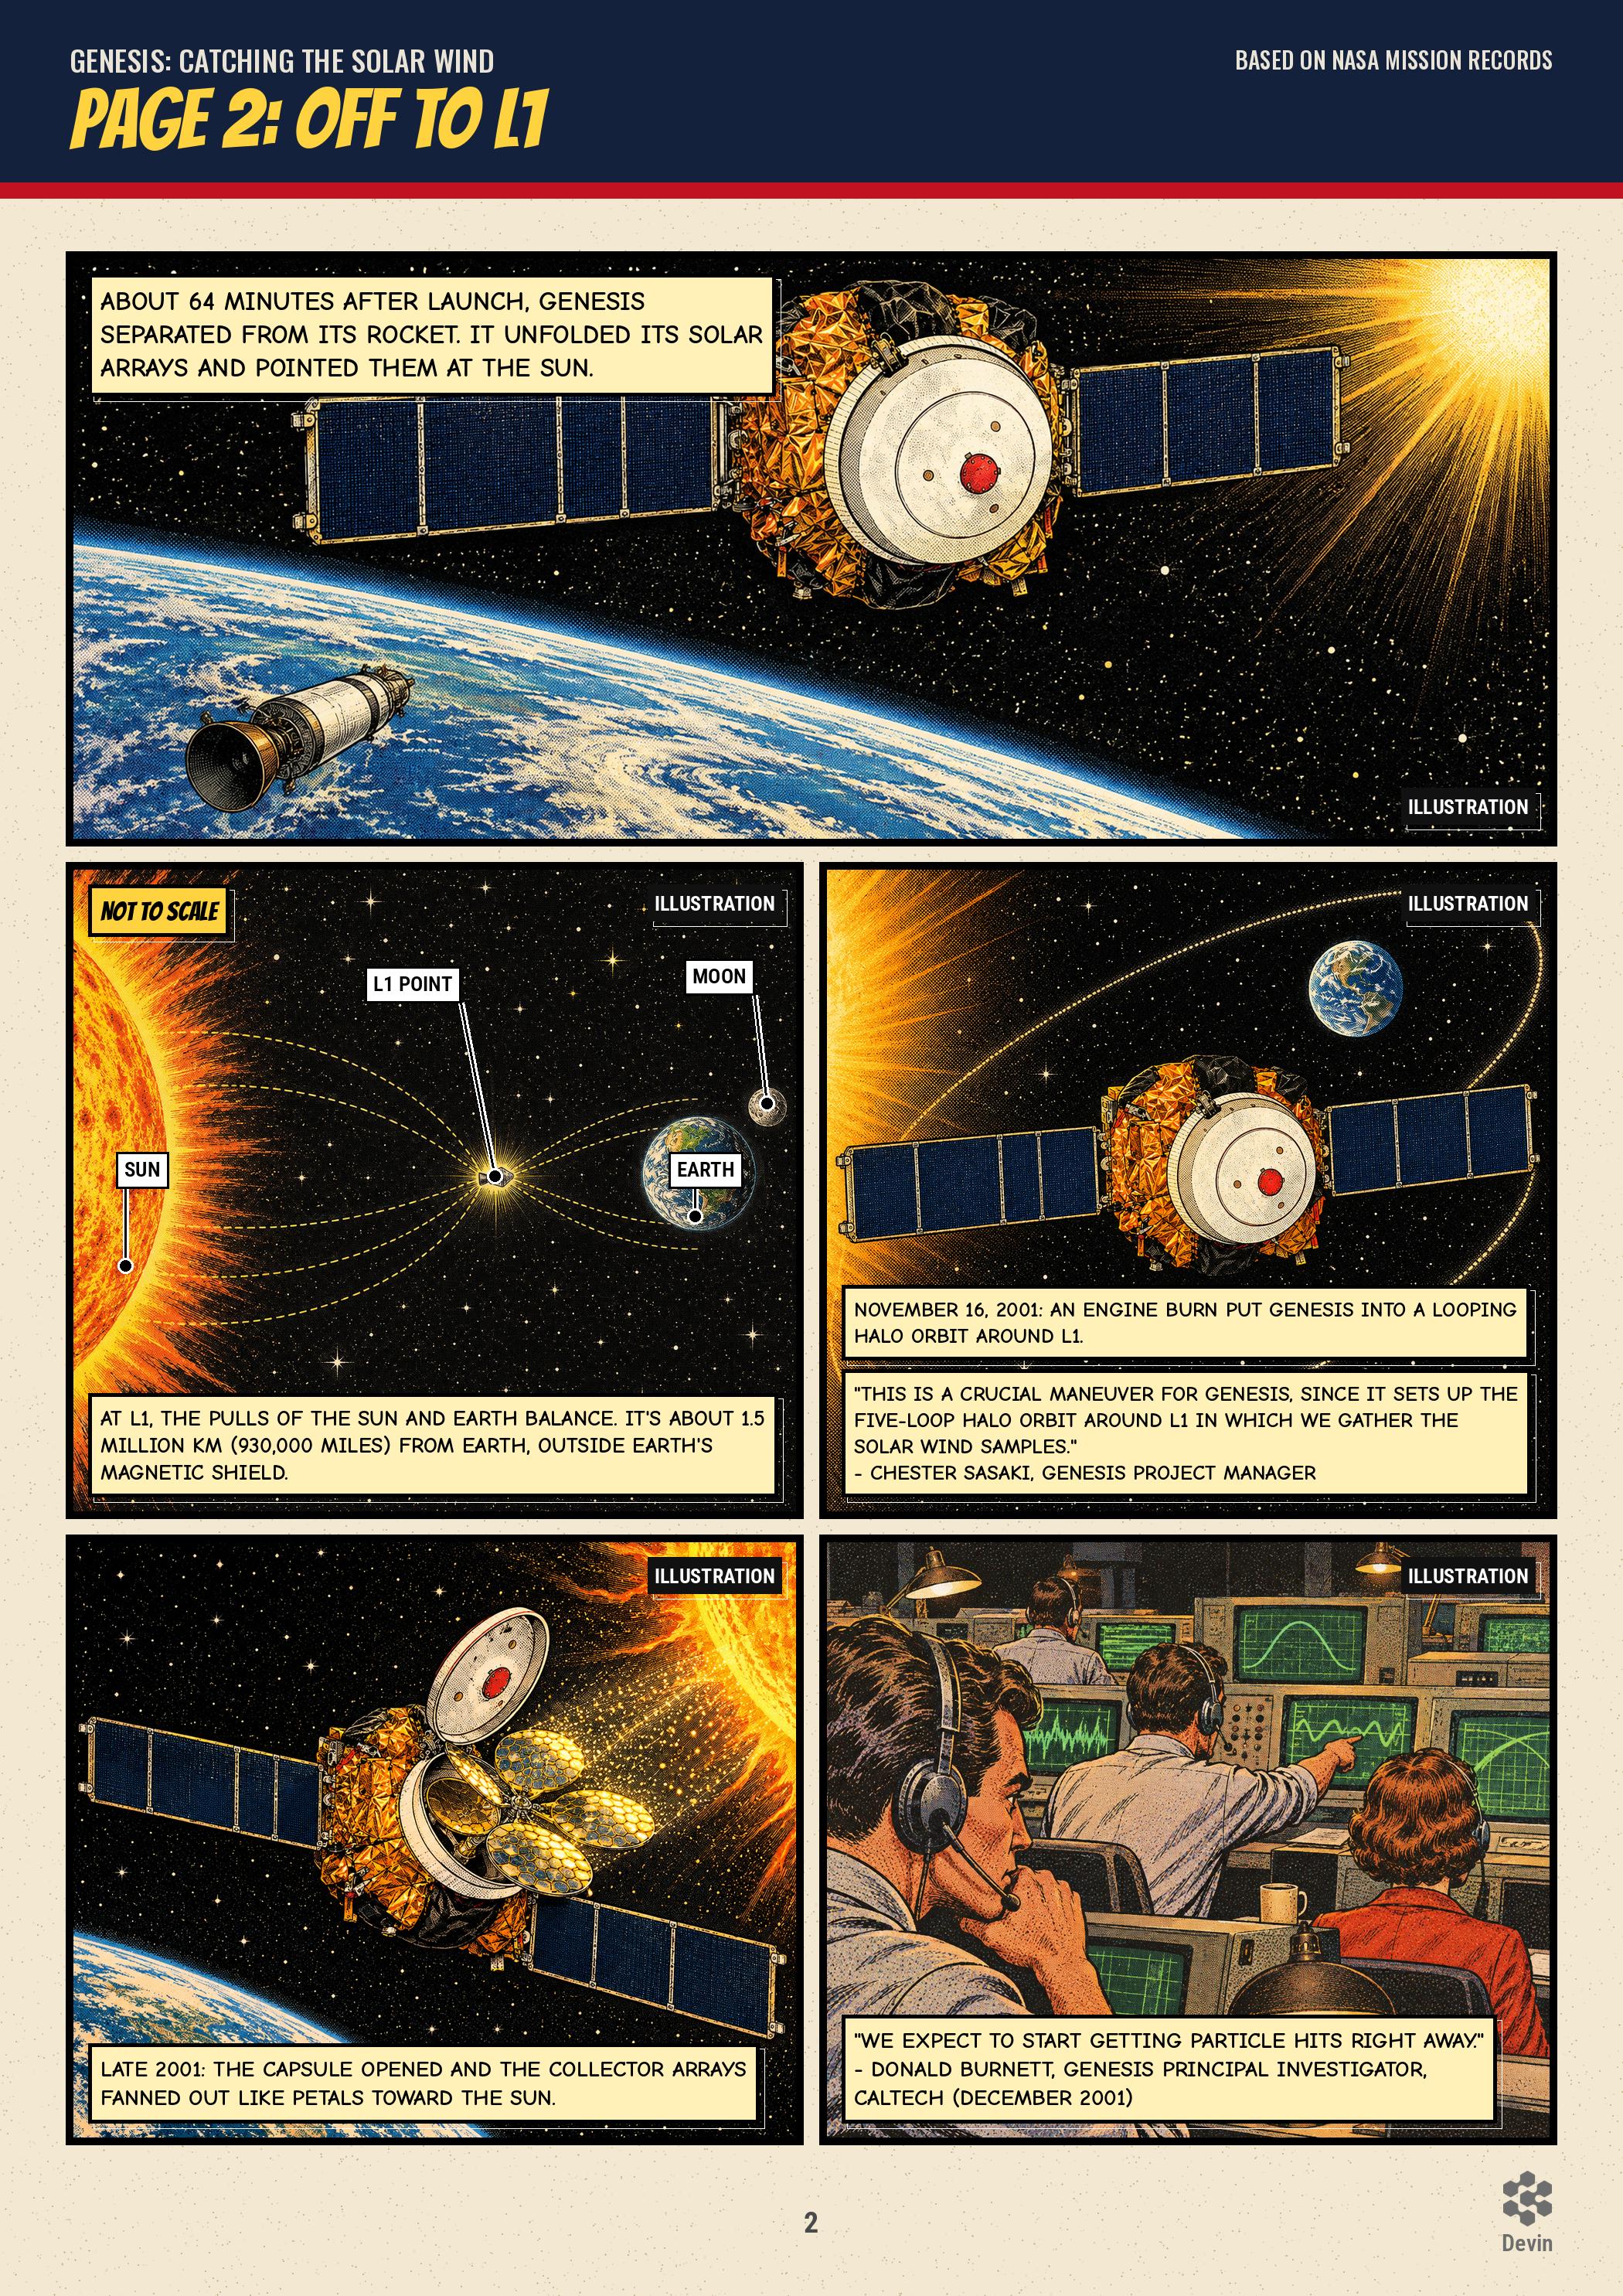 GENESIS: CATCHING THE SOLAR WIND
BASED ON NASA MISSION RECORDS
PAGE 2: OFF TO L1
ABOUT 64 MINUTES AFTER LAUNCH, GENESIS
SEPARATED FROM ITS ROCKET. IT UNFOLDED ITS SOLAR
ARRAYS AND POINTED THEM AT THE SUN.
ILLUSTRATION
NOT TO SCALE
ILLUSTRATION
L1 POINT
MOON
SUN
EARTH
AT L1, THE PULLS OF THE SUN AND EARTH BALANCE. IT'S ABOUT 1.5
MILLION KM (930,000 MILES) FROM EARTH, OUTSIDE EARTH'S
MAGNETIC SHIELD.
ILLUSTRATION
NOVEMBER 16, 2001: AN ENGINE BURN PUT GENESIS INTO A LOOPING
HALO ORBIT AROUND L1.
"THIS IS A CRUCIAL MANEUVER FOR GENESIS, SINCE IT SETS UP THE
FIVE-LOOP HALO ORBIT AROUND L1 IN WHICH WE GATHER THE
SOLAR WIND SAMPLES."
- CHESTER SASAKI, GENESIS PROJECT MANAGER
ILLUSTRATION
LATE 2001: THE CAPSULE OPENED AND THE COLLECTOR ARRAYS
FANNED OUT LIKE PETALS TOWARD THE SUN.
ILLUSTRATION
"WE EXPECT TO START GETTING PARTICLE HITS RIGHT AWAY."
- DONALD BURNETT, GENESIS PRINCIPAL INVESTIGATOR,
CALTECH (DECEMBER 2001)
2
Devin